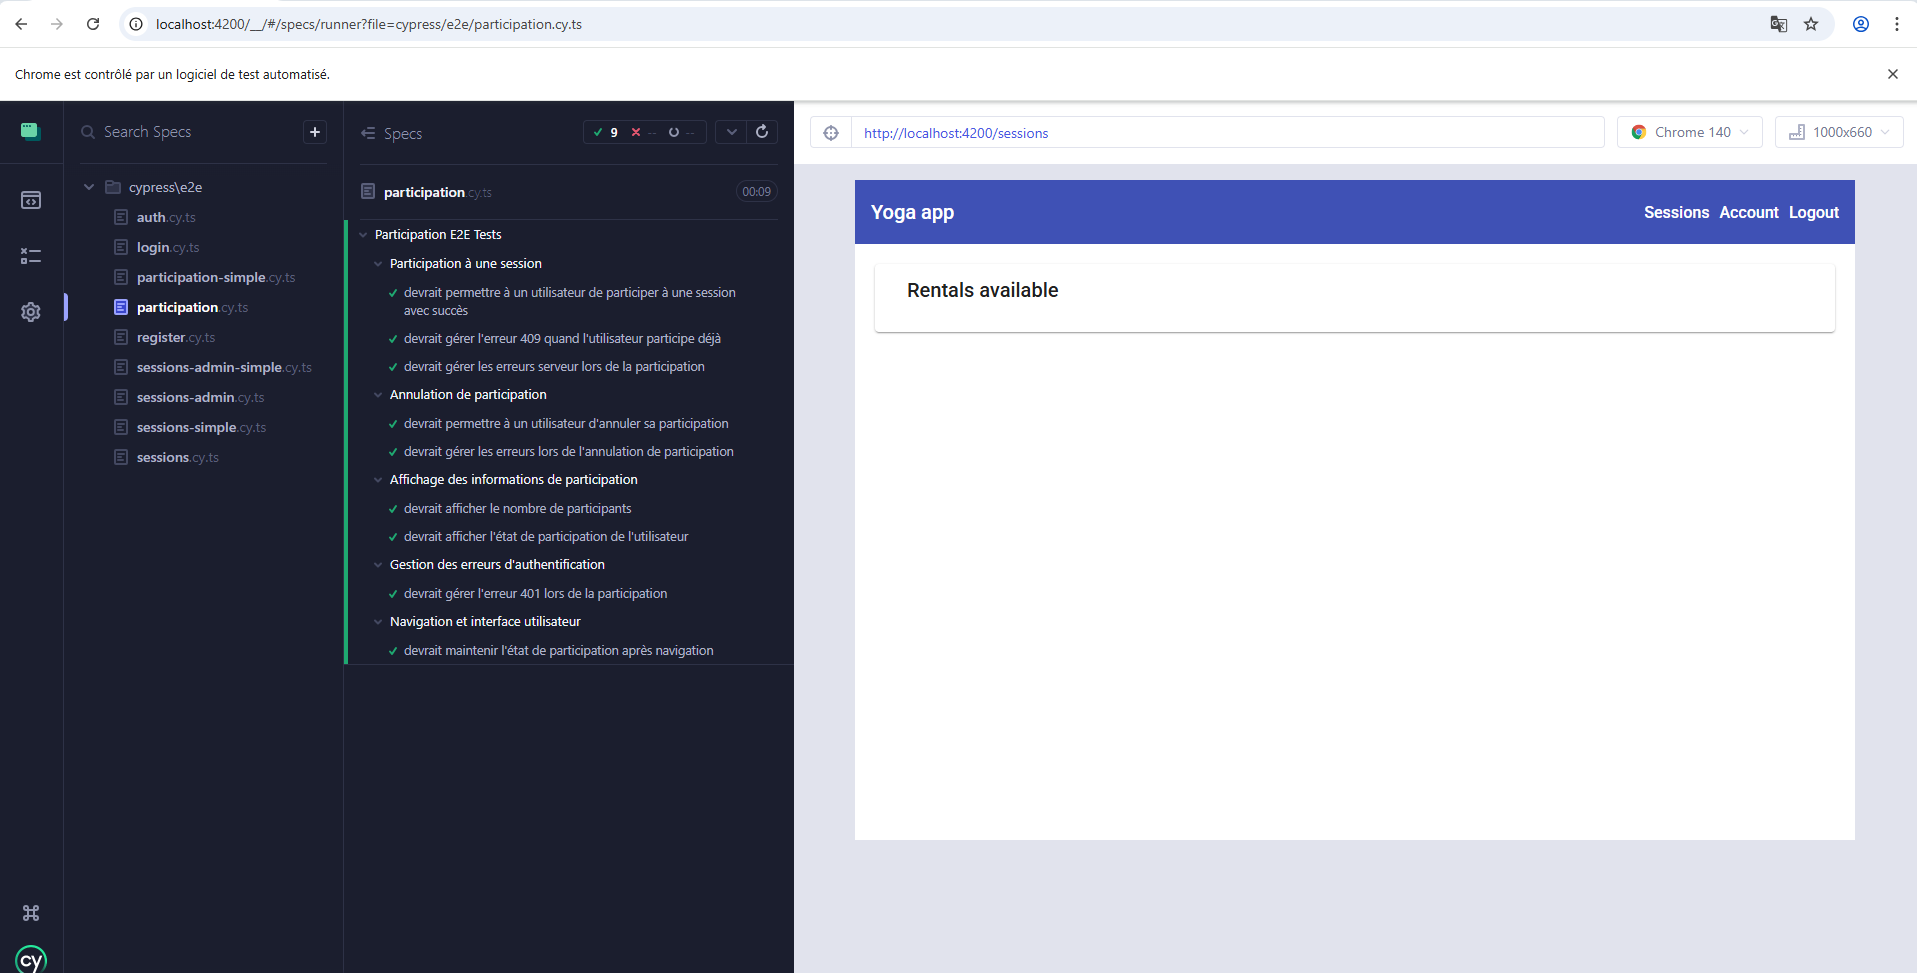 localhost:4200/__/#/specs/runner?file=cypress/e2e/participation.cy.ts
Chrome est contrôlé par un logiciel de test automatisé.
Search Specs
+
cypress\e2e
auth.cy.ts
login.cy.ts
participation-simple.cy.ts
participation.cy.ts
register.cy.ts
sessions-admin-simple.cy.ts
sessions-admin.cy.ts
sessions-simple.cy.ts
sessions.cy.ts
cy
Specs
9 -- --
participation.cy.ts 00:09
Participation E2E Tests
Participation à une session
devrait permettre à un utilisateur de participer à une session
avec succès
devrait gérer l'erreur 409 quand l'utilisateur participe déjà
devrait gérer les erreurs serveur lors de la participation
Annulation de participation
devrait permettre à un utilisateur d'annuler sa participation
devrait gérer les erreurs lors de l'annulation de participation
Affichage des informations de participation
devrait afficher le nombre de participants
devrait afficher l'état de participation de l'utilisateur
Gestion des erreurs d'authentification
devrait gérer l'erreur 401 lors de la participation
Navigation et interface utilisateur
devrait maintenir l'état de participation après navigation
http://localhost:4200/sessions
Chrome 140
1000x660
Yoga app
Sessions Account Logout
Rentals available